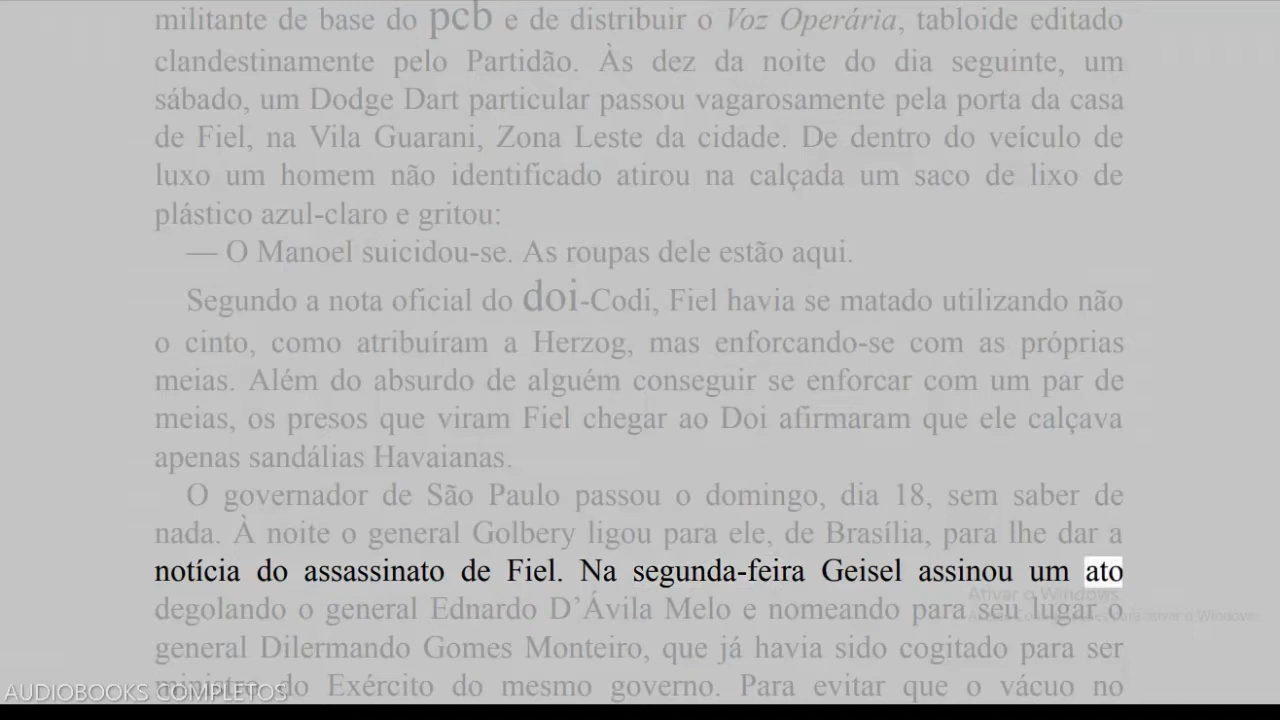 militante de base do pcb e de distribuir o Voz Operária, tabloide editado
clandestinamente pelo Partidão. Às dez da noite do dia seguinte, um
sábado, um Dodge Dart particular passou vagarosamente pela porta da casa
de Fiel, na Vila Guarani, Zona Leste da cidade. De dentro do veículo de
luxo um homem não identificado atirou na calçada um saco de lixo de
plástico azul-claro e gritou:
— O Manoel suicidou-se. As roupas dele estão aqui.
Segundo a nota oficial do doi-Codi, Fiel havia se matado utilizando não
o cinto, como atribuíram a Herzog, mas enforcando-se com as próprias
meias. Além do absurdo de alguém conseguir se enforcar com um par de
meias, os presos que viram Fiel chegar ao Doi afirmaram que ele calçava
apenas sandálias Havaianas.
O governador de São Paulo passou o domingo, dia 18, sem saber de
nada. À noite o general Golbery ligou para ele, de Brasília, para lhe dar a
notícia do assassinato de Fiel. Na segunda-feira Geisel assinou um ato
Ativar o Windows
degolando o general Ednardo D’Ávila Melo e nomeando para seu lugar o
general Dilermando Gomes Monteiro, que já havia sido cogitado para ser
ministro do Exército do mesmo governo. Para evitar que o vácuo no
AUDIOBOOKS COMPLETOS